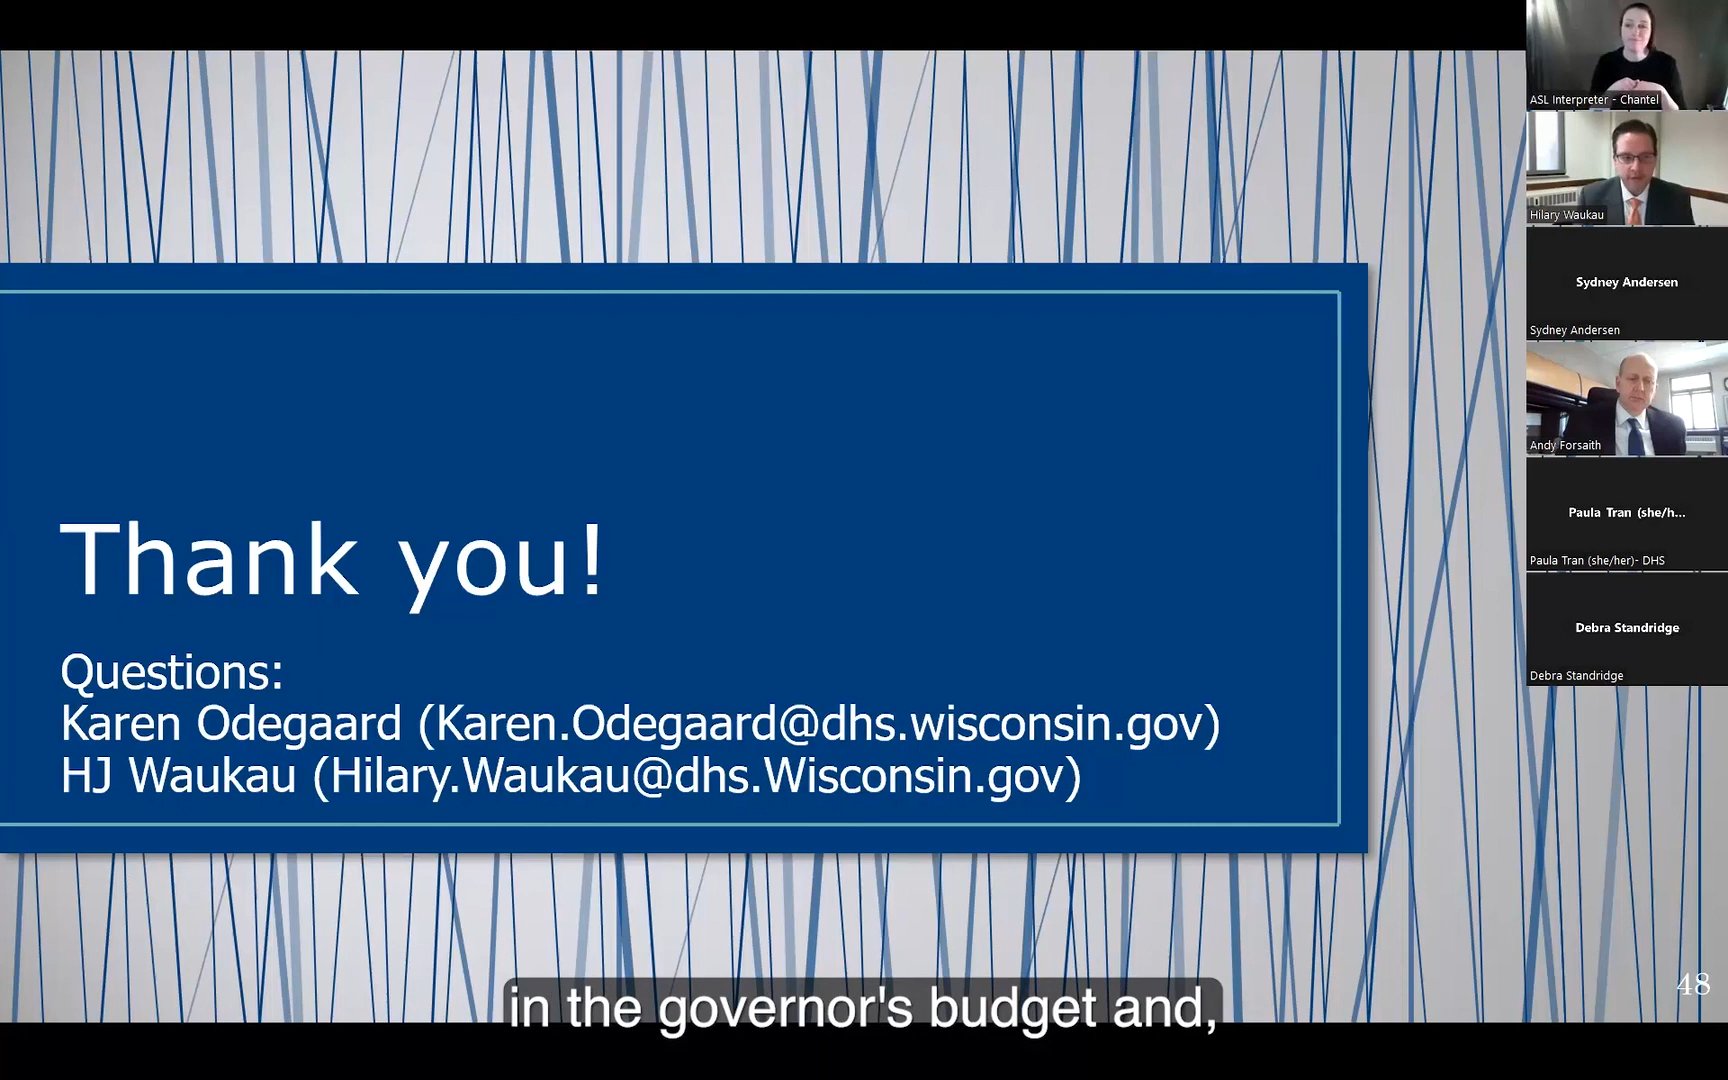 Thank you!
Questions:
Karen Odegaard (Karen.Odegaard@dhs.wisconsin.gov)
HJ Waukau (Hilary.Waukau@dhs.Wisconsin.gov)
48
in the governor's budget and,
ASL Interpreter - Chantel
Hilary Waukau
Sydney Andersen
Sydney Andersen
Andy Forsaith
Paula Tran (she/h...
Paula Tran (she/her)- DHS
Debra Standridge
Debra Standridge